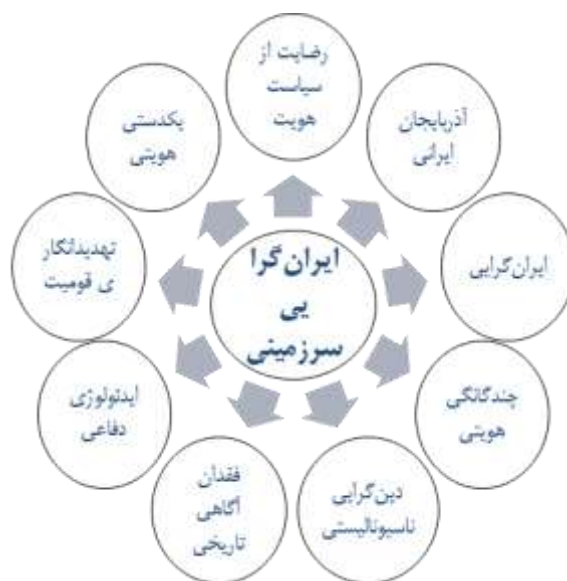 رضایت از
سیاست
هویت
آذربایجان
ایرانی
ایران‌گرایی
چندگانگی
هویتی
دین‌گرایی
ناسیونالیستی
فقدان
آگاهی
تاریخی
ایدئولوژی
دفاعی
تهدیدانگار
ی قومیت
یکدستی
هویتی
ایران‌گرا
یی
سرزمینی